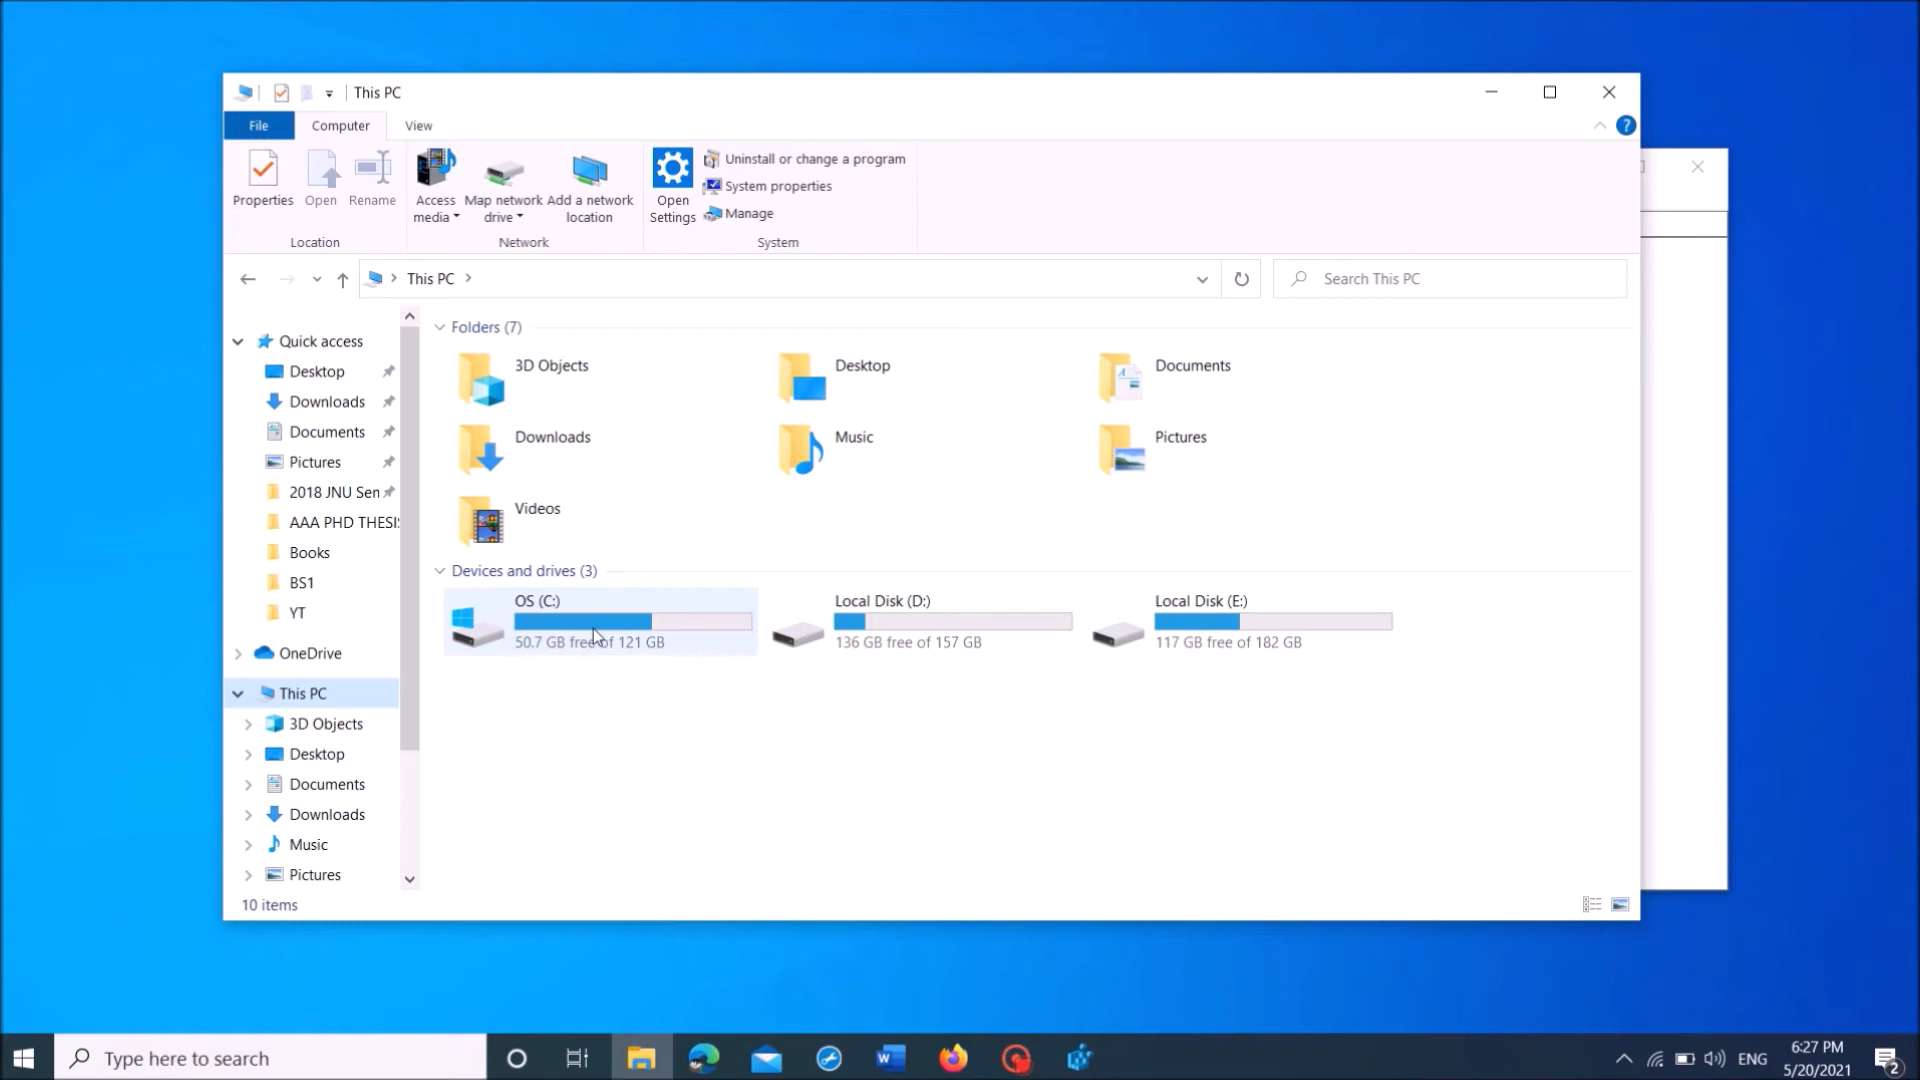 This PC
File Computer View
Properties Open Rename Access media Map network drive Add a network location Open Settings
Uninstall or change a program
System properties
Manage
Location Network System
This PC
Search This PC
Quick access
Desktop
Downloads
Documents
Pictures
2018 JNU Sen
AAA PHD THESI
Books
BS1
YT
OneDrive
This PC
3D Objects
Desktop
Documents
Downloads
Music
Pictures
Folders (7)
3D Objects Desktop Documents
Downloads Music Pictures
Videos
Devices and drives (3)
OS (C:) Local Disk (D:) Local Disk (E:)
50.7 GB free of 121 GB 136 GB free of 157 GB 117 GB free of 182 GB
10 items
Type here to search
ENG
6:27 PM
5/20/2021
2